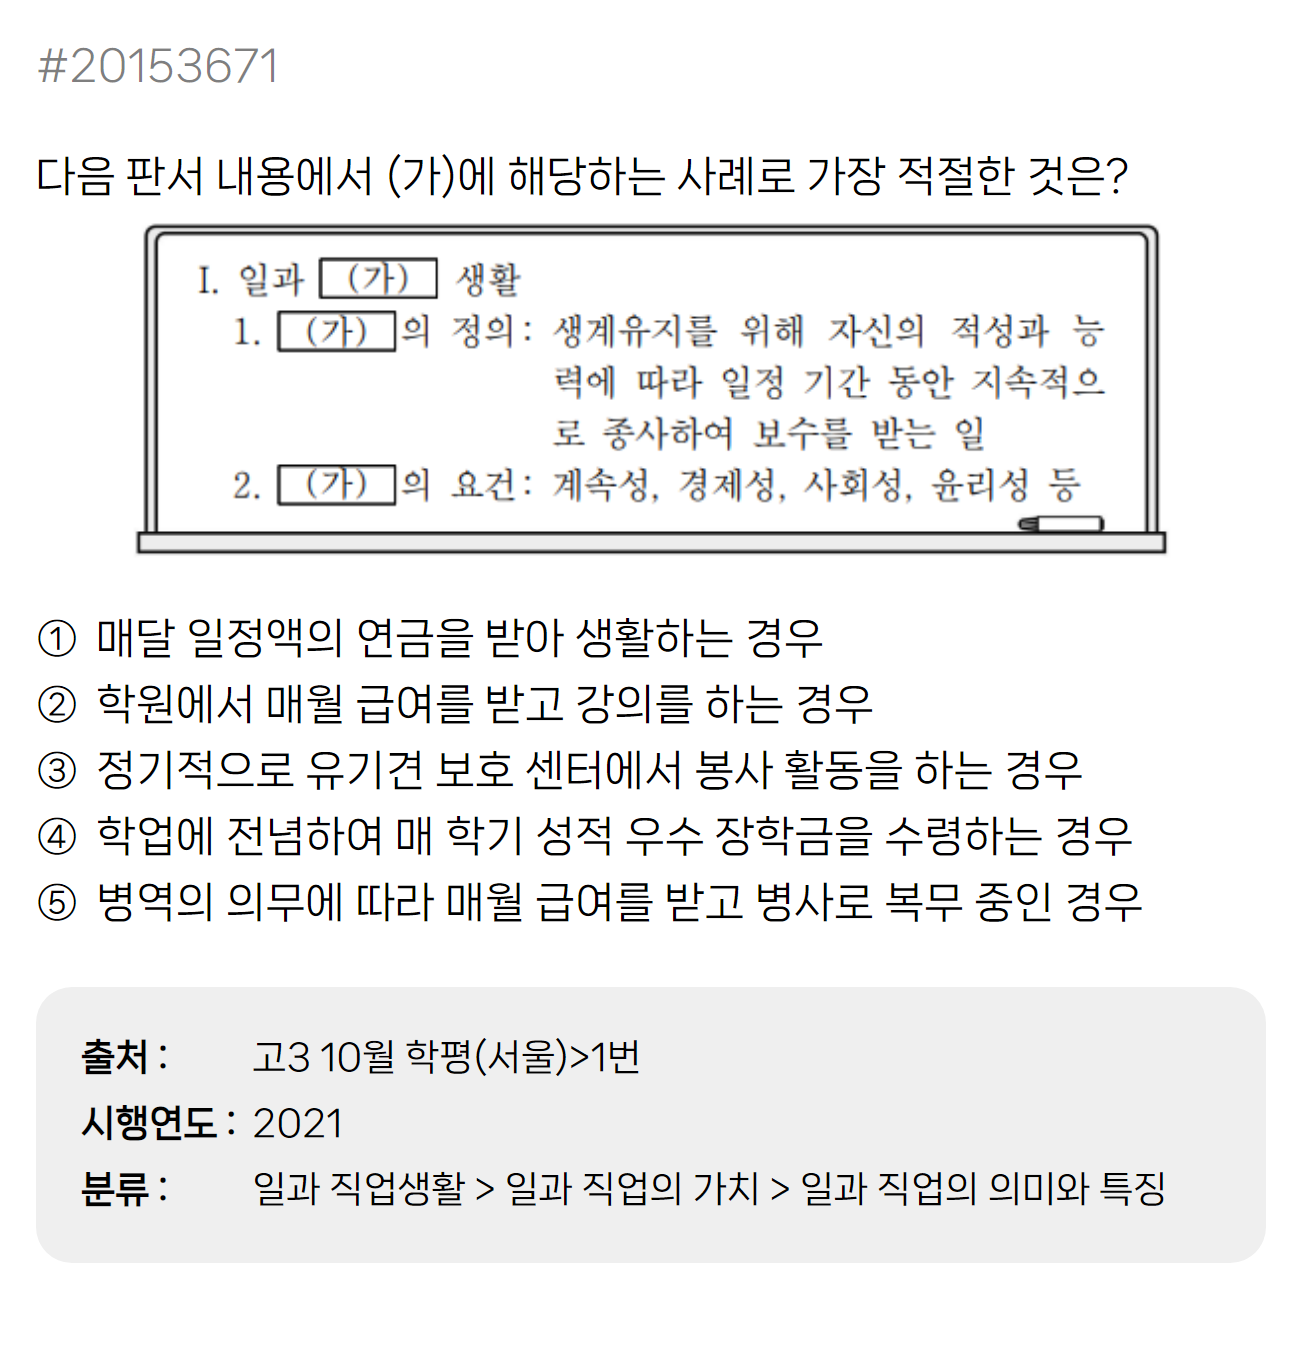 #20153671
다음 판서 내용에서 (가)에 해당하는 사례로 가장 적절한 것은?
I. 일과 (가) 생활
1. (가)의 정의: 생계유지를 위해 자신의 적성과 능
력에 따라 일정 기간 동안 지속적으
로 종사하여 보수를 받는 일
2. (가)의 요건: 계속성, 경제성, 사회성, 윤리성 등
① 매달 일정액의 연금을 받아 생활하는 경우
② 학원에서 매월 급여를 받고 강의를 하는 경우
③ 정기적으로 유기견 보호 센터에서 봉사 활동을 하는 경우
④ 학업에 전념하여 매 학기 성적 우수 장학금을 수령하는 경우
⑤ 병역의 의무에 따라 매월 급여를 받고 병사로 복무 중인 경우
출처 : 고3 10월 학평(서울)>1번
시행연도 : 2021
분류 : 일과 직업생활 > 일과 직업의 가치 > 일과 직업의 의미와 특징